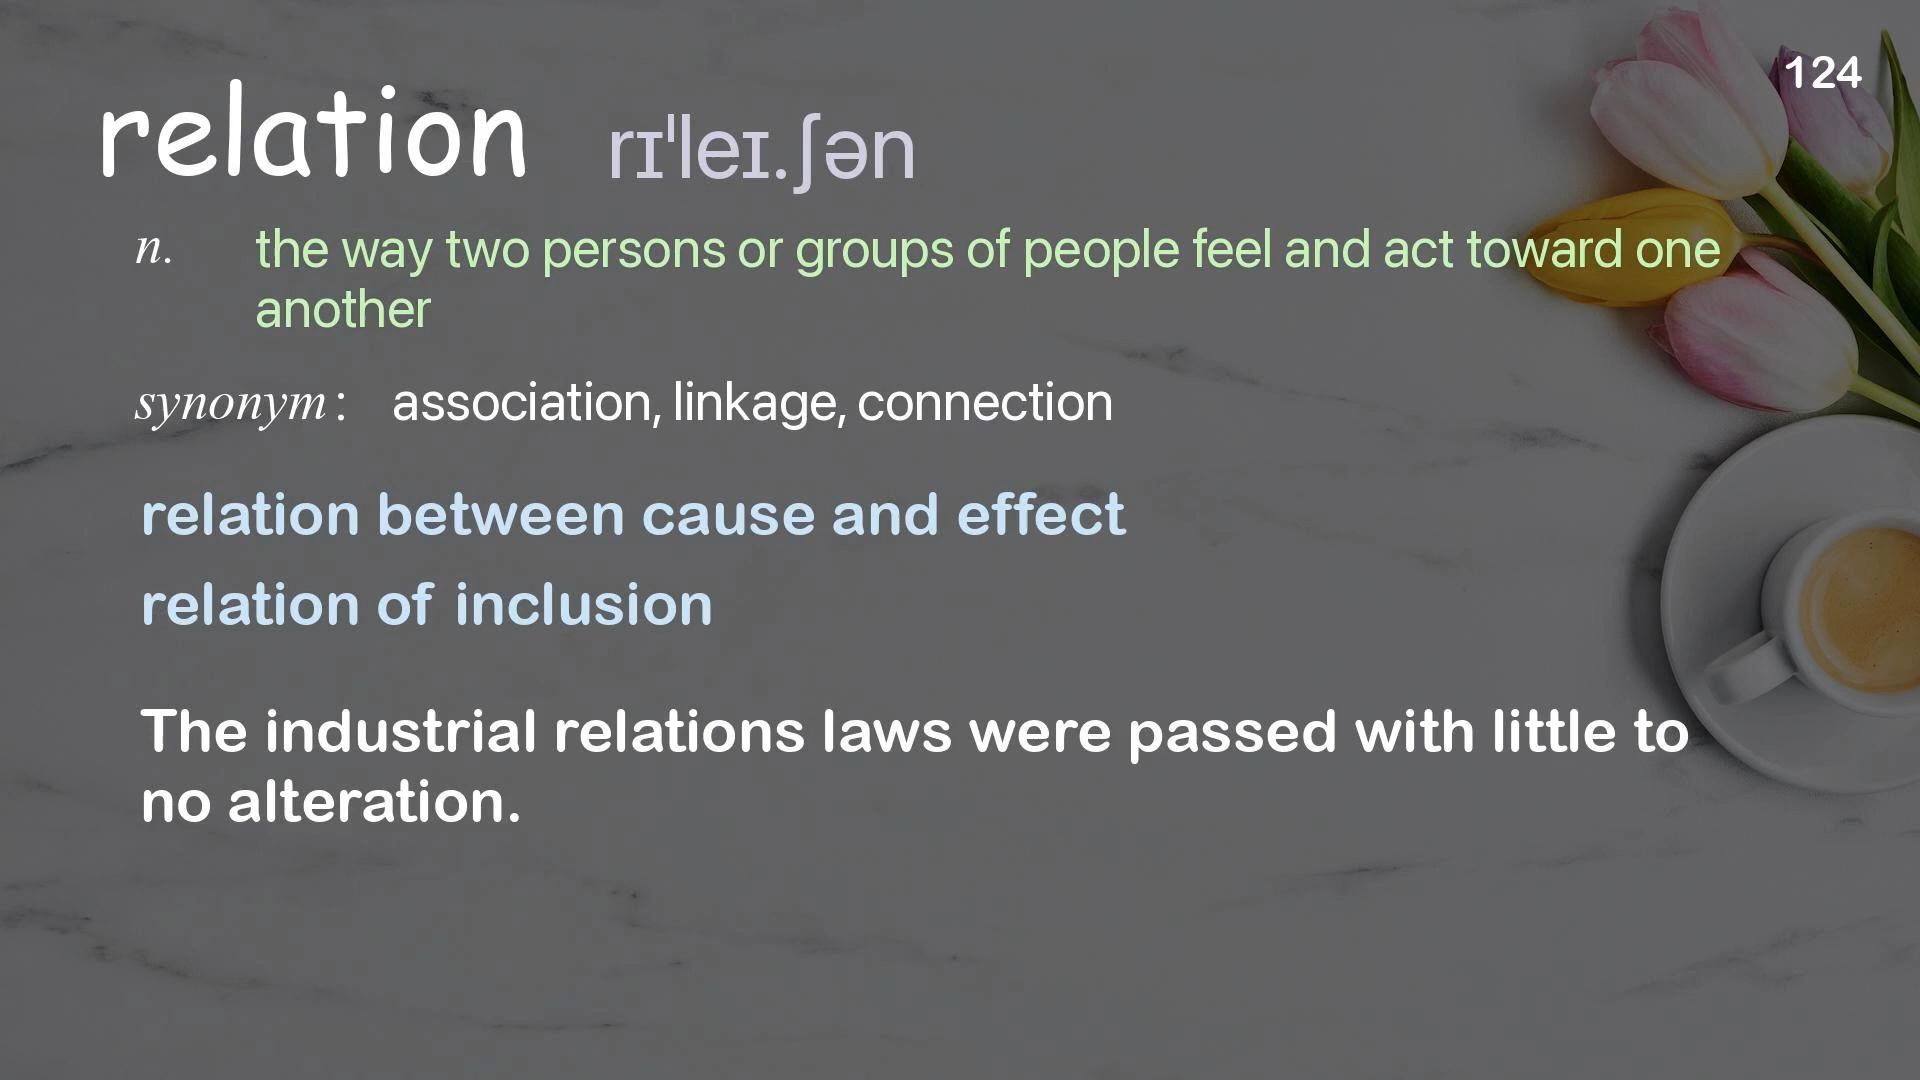 124
relation rɪˈleɪ.ʃən
n. the way two persons or groups of people feel and act toward one
another
synonym: association, linkage, connection
relation between cause and effect
relation of inclusion
The industrial relations laws were passed with little to
no alteration.